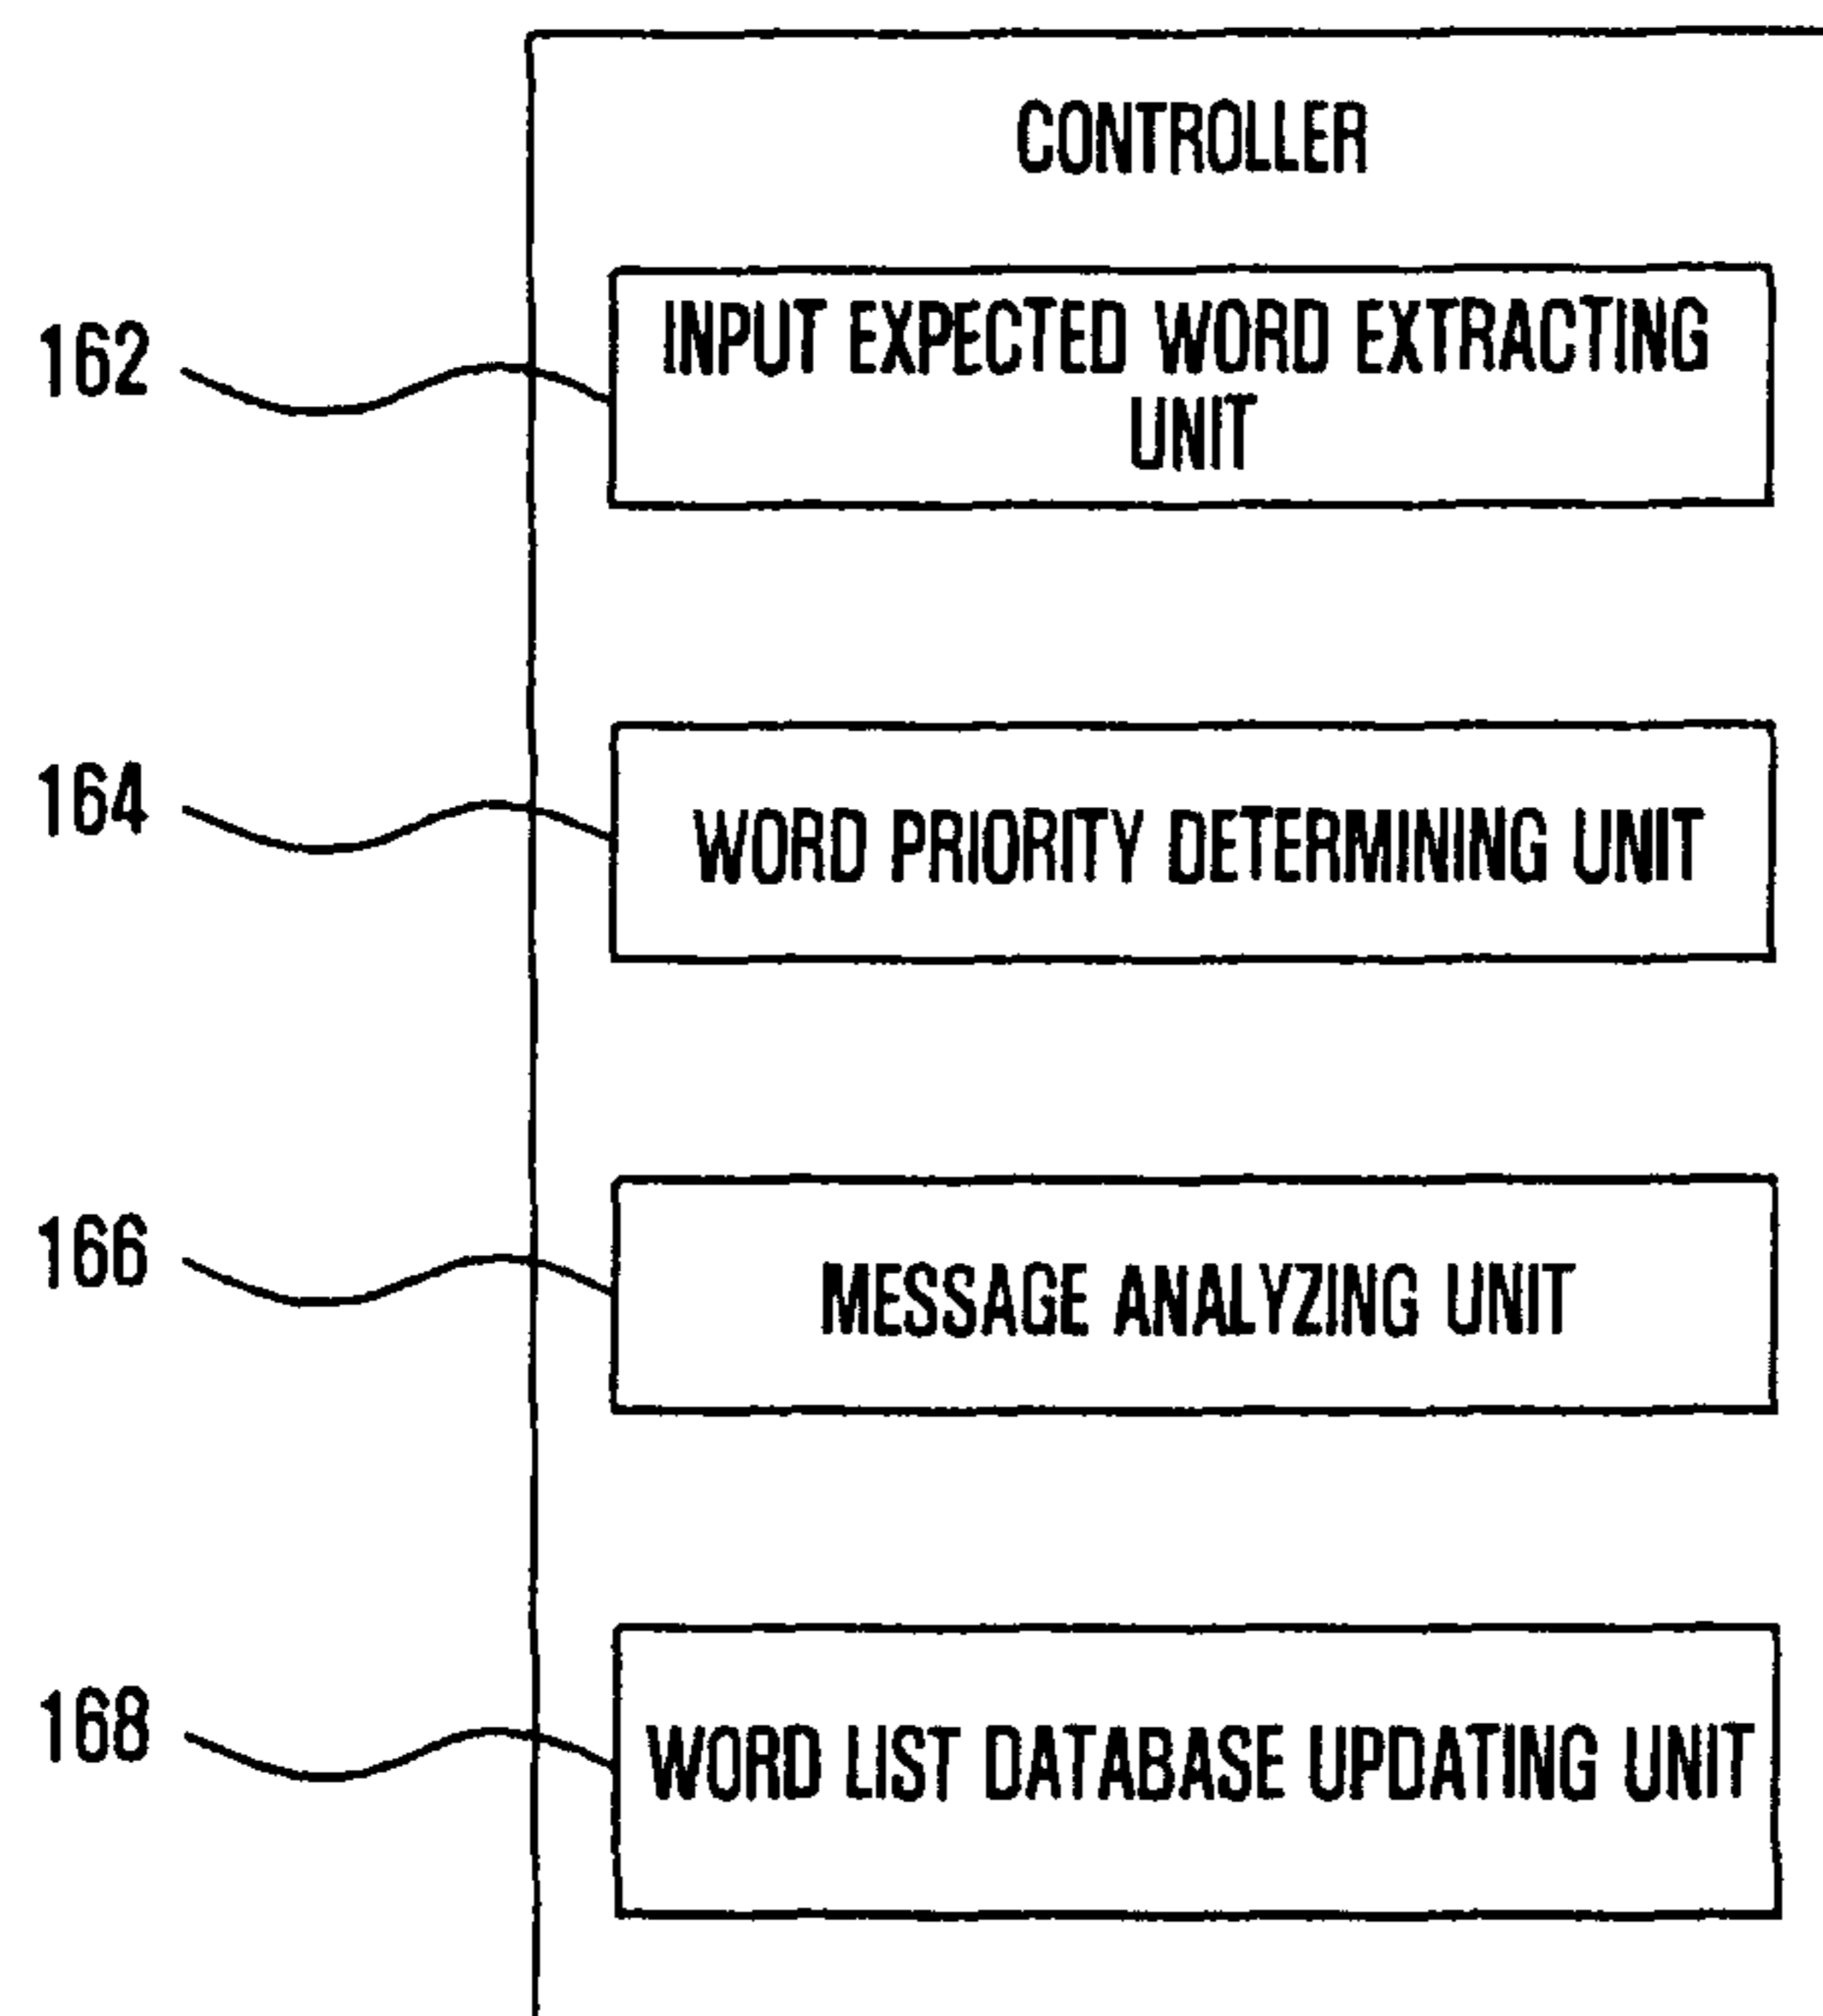 CONTROLLER
162
INPUT EXPECTED WORD EXTRACTING
UNIT
164
WORD PRIORITY DETERMINING UNIT
166
MESSAGE ANALYZING UNIT
168
WORD LIST DATABASE UPDATING UNIT